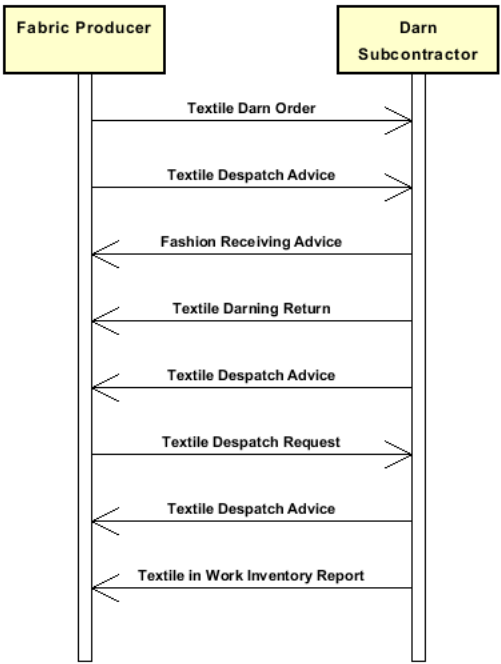 Fabric Producer
Darn
Subcontractor
Textile Darn Order
Textile Despatch Advice
Fashion Receiving Advice
Textile Darning Return
Textile Despatch Advice
Textile Despatch Request
Textile Despatch Advice
Textile in Work Inventory Report